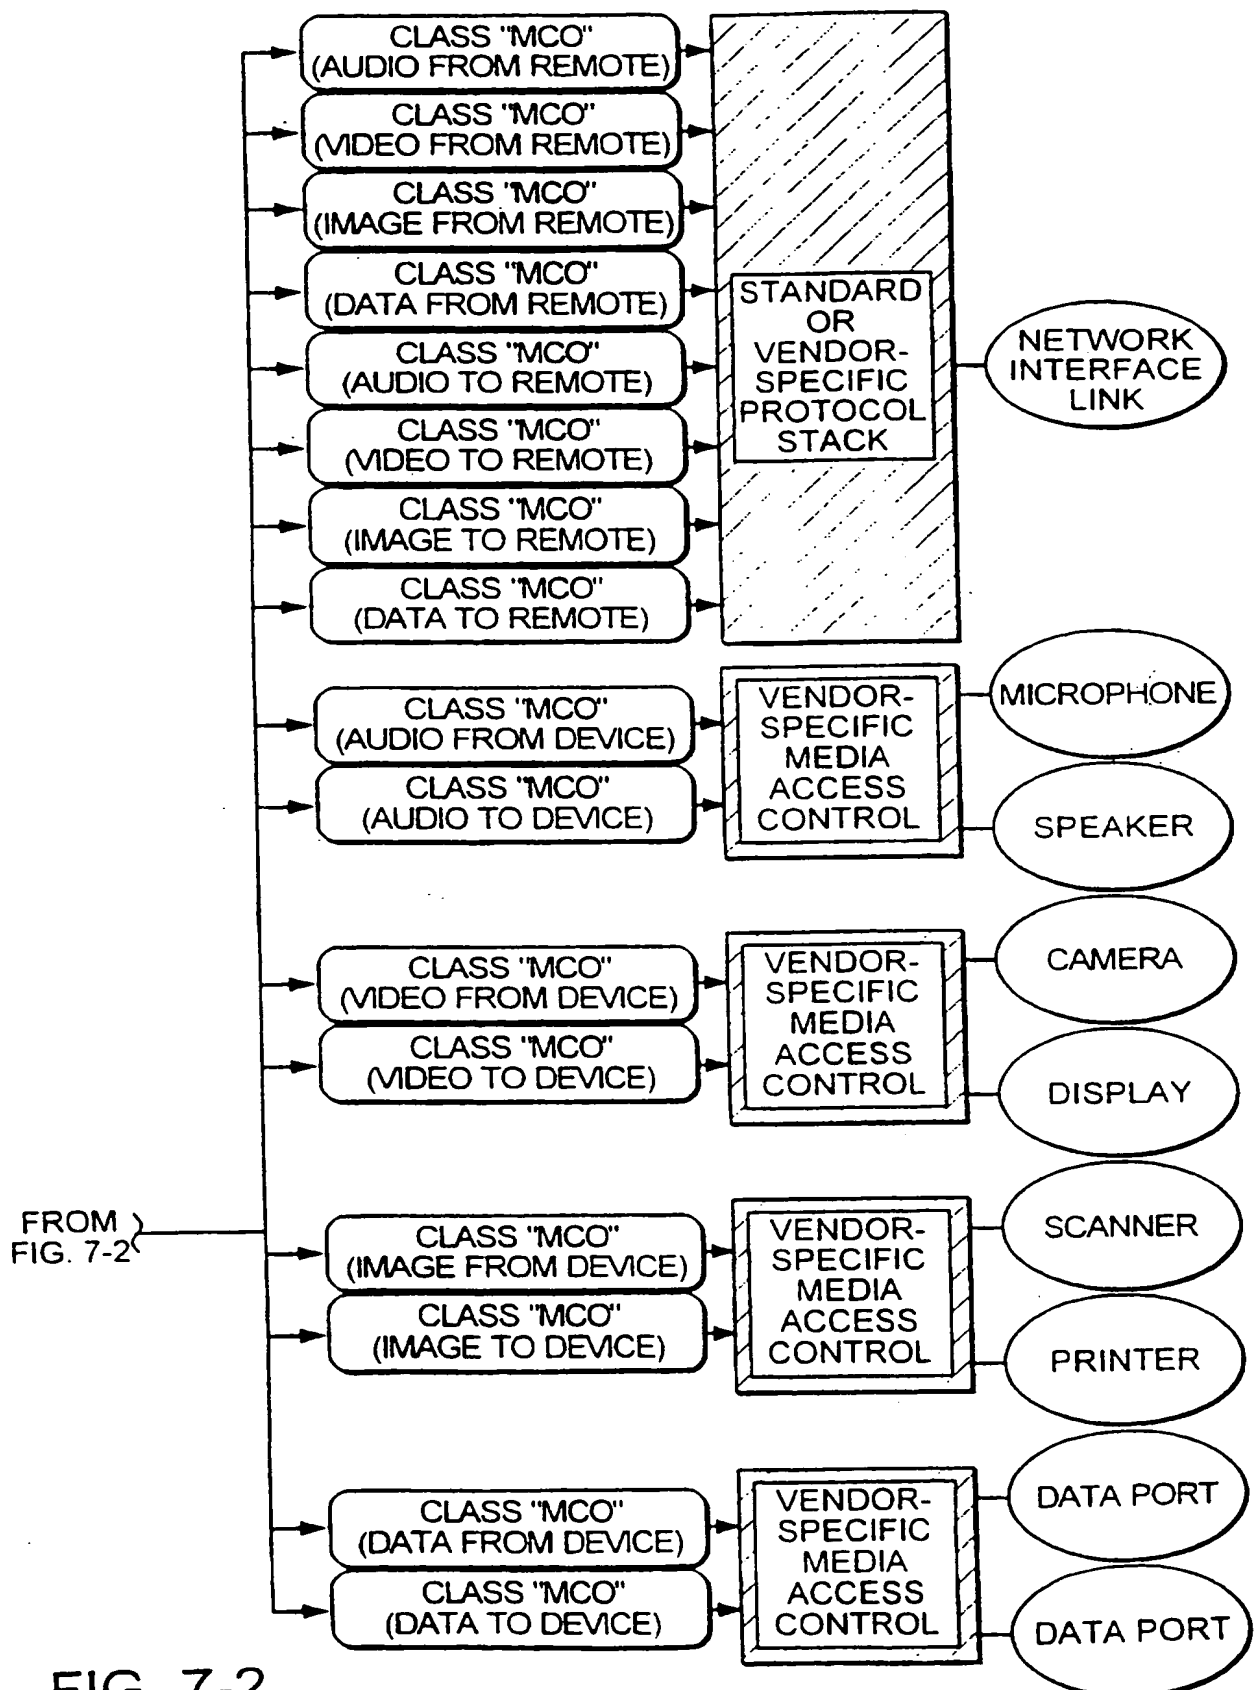 CLASS "MCO"
(AUDIO FROM REMOTE)
CLASS "MCO"
(VIDEO FROM REMOTE)
CLASS "MCO"
(IMAGE FROM REMOTE)
CLASS "MCO"
(DATA FROM REMOTE)
CLASS "MCO"
(AUDIO TO REMOTE)
CLASS "MCO"
(VIDEO TO REMOTE)
CLASS "MCO"
(IMAGE TO REMOTE)
CLASS "MCO"
(DATA TO REMOTE)
STANDARD
OR
VENDOR-
SPECIFIC
PROTOCOL
STACK
NETWORK
INTERFACE
LINK
CLASS "MCO"
(AUDIO FROM DEVICE)
CLASS "MCO"
(AUDIO TO DEVICE)
VENDOR-
SPECIFIC
MEDIA
ACCESS
CONTROL
MICROPHONE
SPEAKER
CLASS "MCO"
(VIDEO FROM DEVICE)
CLASS "MCO"
(VIDEO TO DEVICE)
VENDOR-
SPECIFIC
MEDIA
ACCESS
CONTROL
CAMERA
DISPLAY
FROM
FIG. 7-2
CLASS "MCO"
(IMAGE FROM DEVICE)
CLASS "MCO"
(IMAGE TO DEVICE)
VENDOR-
SPECIFIC
MEDIA
ACCESS
CONTROL
SCANNER
PRINTER
CLASS "MCO"
(DATA FROM DEVICE)
CLASS "MCO"
(DATA TO DEVICE)
VENDOR-
SPECIFIC
MEDIA
ACCESS
CONTROL
DATA PORT
DATA PORT
FIG. 7-2